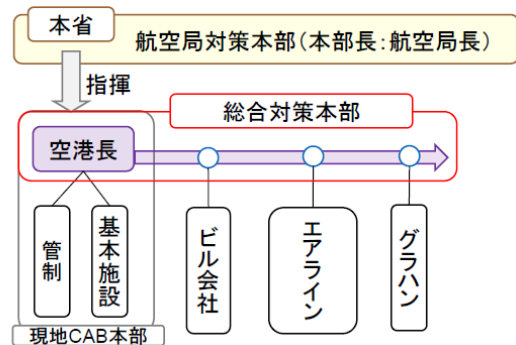 本省
航空局対策本部(本部長:航空局長)
指揮
総合対策本部
空港長
管制
基本施設
ビル会社
エアライン
グラハン
現地CAB本部